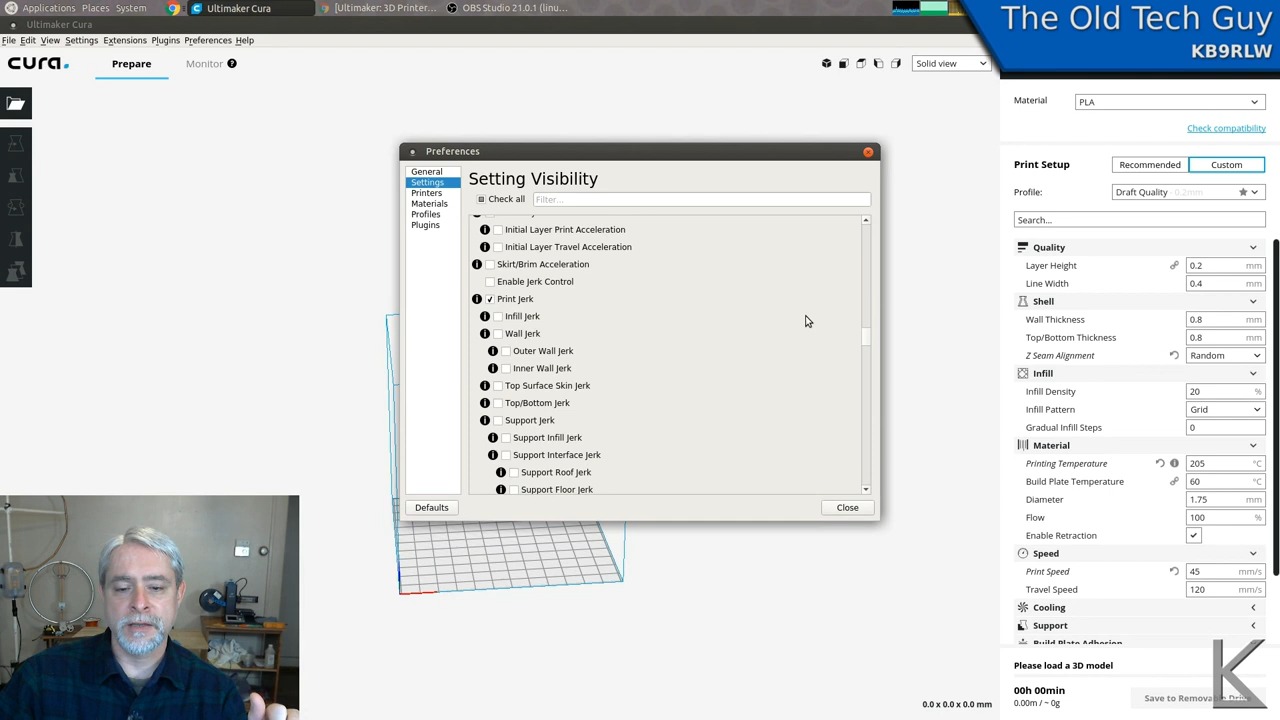 Applications Places System
Ultimaker Cura
[Ultimaker: 3D Printer...
OBS Studio 21.0.1 (linu...
The Old Tech Guy
KB9RLW
Ultimaker Cura
File Edit View Settings Extensions Plugins Preferences Help
cura.
Prepare
Monitor ?
Solid view
Material
PLA
Check compatibility
Print Setup
Recommended
Custom
Profile:
Draft Quality - 0.2mm
Search...
Quality
Layer Height
0.2 mm
Line Width
0.4 mm
Shell
Wall Thickness
0.8 mm
Top/Bottom Thickness
0.8 mm
Z Seam Alignment
Random
Infill
Infill Density
20 %
Infill Pattern
Grid
Gradual Infill Steps
0
Material
Printing Temperature
205 °C
Build Plate Temperature
60 °C
Diameter
1.75 mm
Flow
100 %
Enable Retraction
Speed
Print Speed
45 mm/s
Travel Speed
120 mm/s
Cooling
Support
Build Plate Adhesion
Please load a 3D model
00h 00min
0.00m / ~ 0g
Save to Removable Drive
K
0.0 x 0.0 x 0.0 mm
Preferences
General
Settings
Printers
Materials
Profiles
Plugins
Setting Visibility
Check all
Filter...
Initial Layer Print Acceleration
Initial Layer Travel Acceleration
Skirt/Brim Acceleration
Enable Jerk Control
Print Jerk
Infill Jerk
Wall Jerk
Outer Wall Jerk
Inner Wall Jerk
Top Surface Skin Jerk
Top/Bottom Jerk
Support Jerk
Support Infill Jerk
Support Interface Jerk
Support Roof Jerk
Support Floor Jerk
Defaults
Close